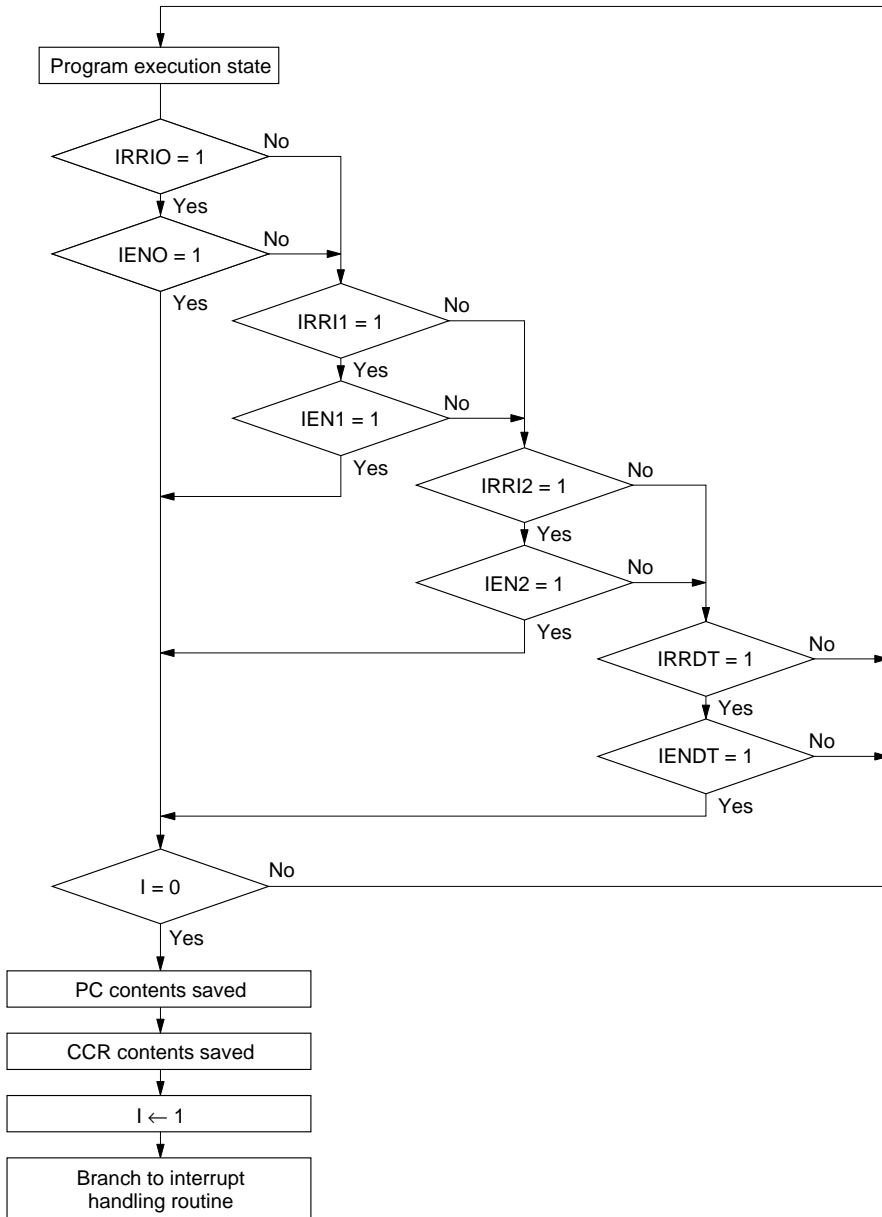 Program execution state
IRRIO = 1
No
Yes
IENO = 1
No
Yes
IRRI1 = 1
No
Yes
IEN1 = 1
No
Yes
IRRI2 = 1
No
Yes
IEN2 = 1
No
Yes
IRRDT = 1
No
Yes
IENDT = 1
No
Yes
I = 0
No
Yes
PC contents saved
CCR contents saved
I ← 1
Branch to interrupt
handling routine